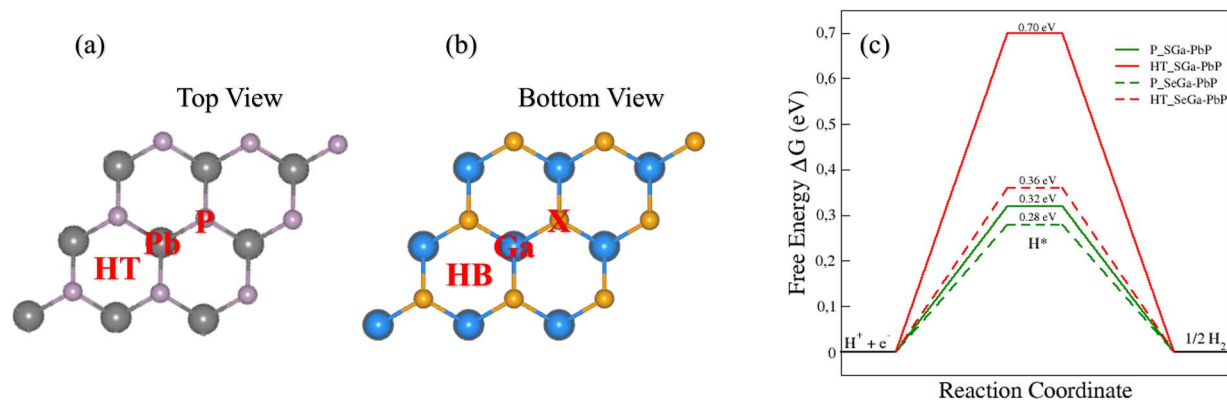 (a)
Top View
HT
Pb
P
(b)
Bottom View
HB
Ga
X
(c)
Free Energy ΔG (eV)
0,7
0,6
0,5
0,4
0,3
0,2
0,1
0
0.70 eV
0.36 eV
0.32 eV
0.28 eV
H*
H⁺ + e⁻
1/2 H₂
P_SGa-PbP
HT_SGa-PbP
P_SeGa-PbP
HT_SeGa-PbP
Reaction Coordinate